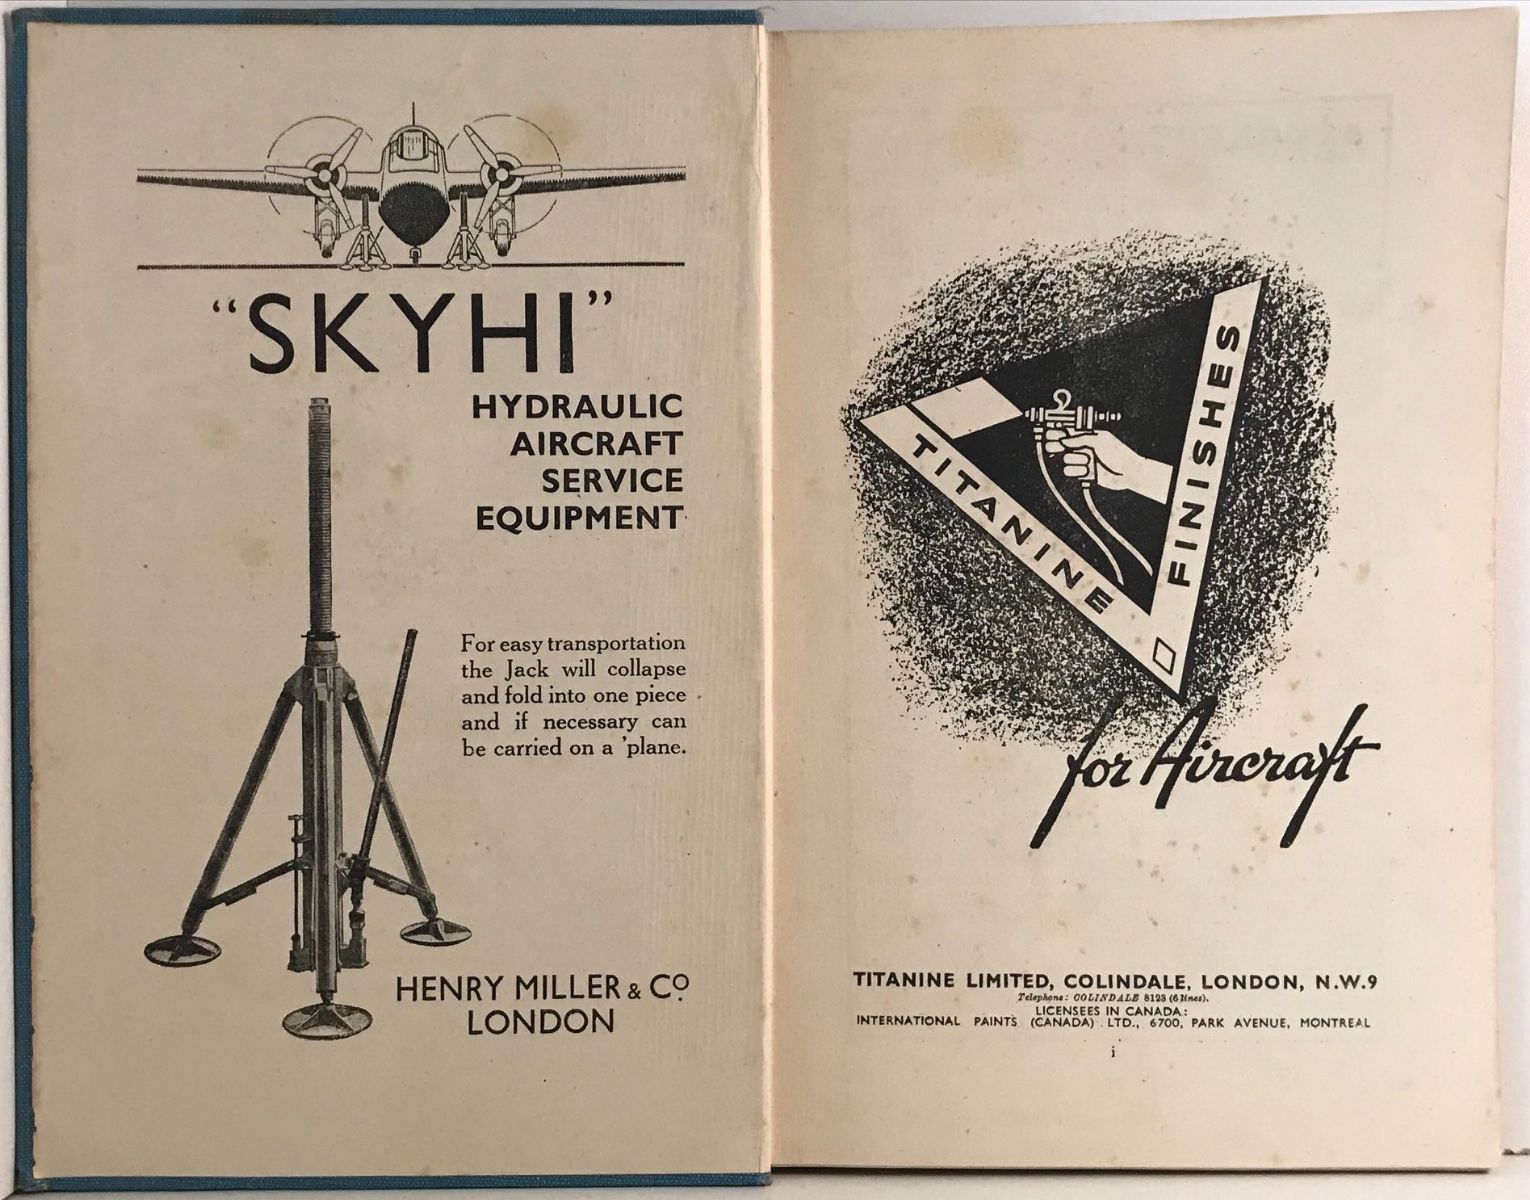 “SKYHI”
HYDRAULIC
AIRCRAFT
SERVICE
EQUIPMENT
For easy transportation
the Jack will collapse
and fold into one piece
and if necessary can
be carried on a 'plane.
HENRY MILLER & Co
LONDON
TITANINE
FINISHES
for Aircraft
TITANINE LIMITED, COLINDALE, LONDON, N.W.9
Telephone: COLINDALE 8123 (6 lines).
LICENSEES IN CANADA:
INTERNATIONAL PAINTS (CANADA) LTD., 6700, PARK AVENUE, MONTREAL
i